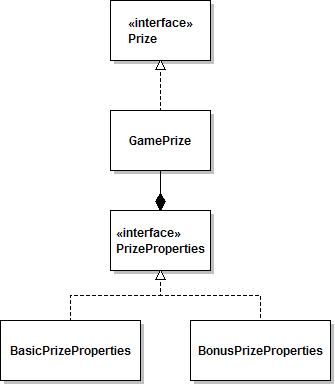 «interface»
Prize
GamePrize
«interface»
PrizeProperties
BasicPrizeProperties
BonusPrizeProperties